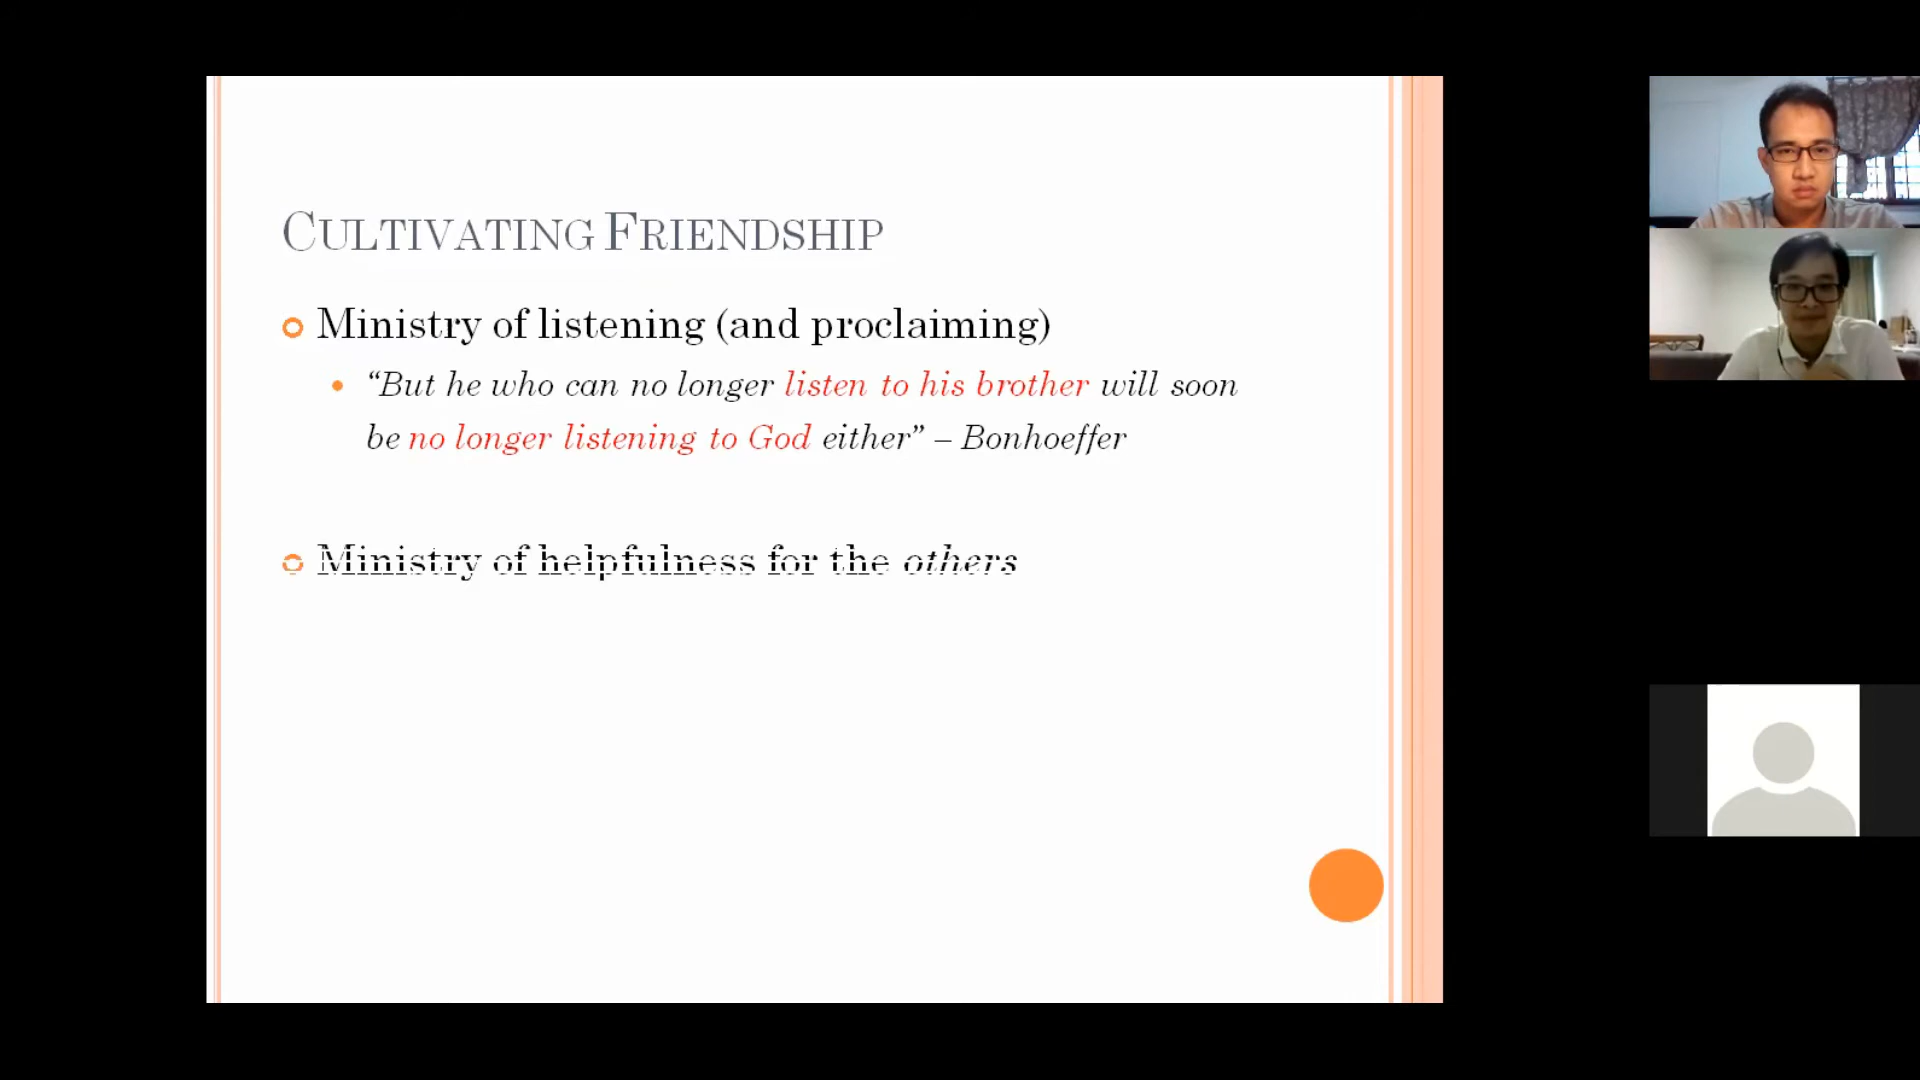 CULTIVATING FRIENDSHIP
Ministry of listening (and proclaiming)
“But he who can no longer listen to his brother will soon
be no longer listening to God either” – Bonhoeffer
Ministry of helpfulness for the others